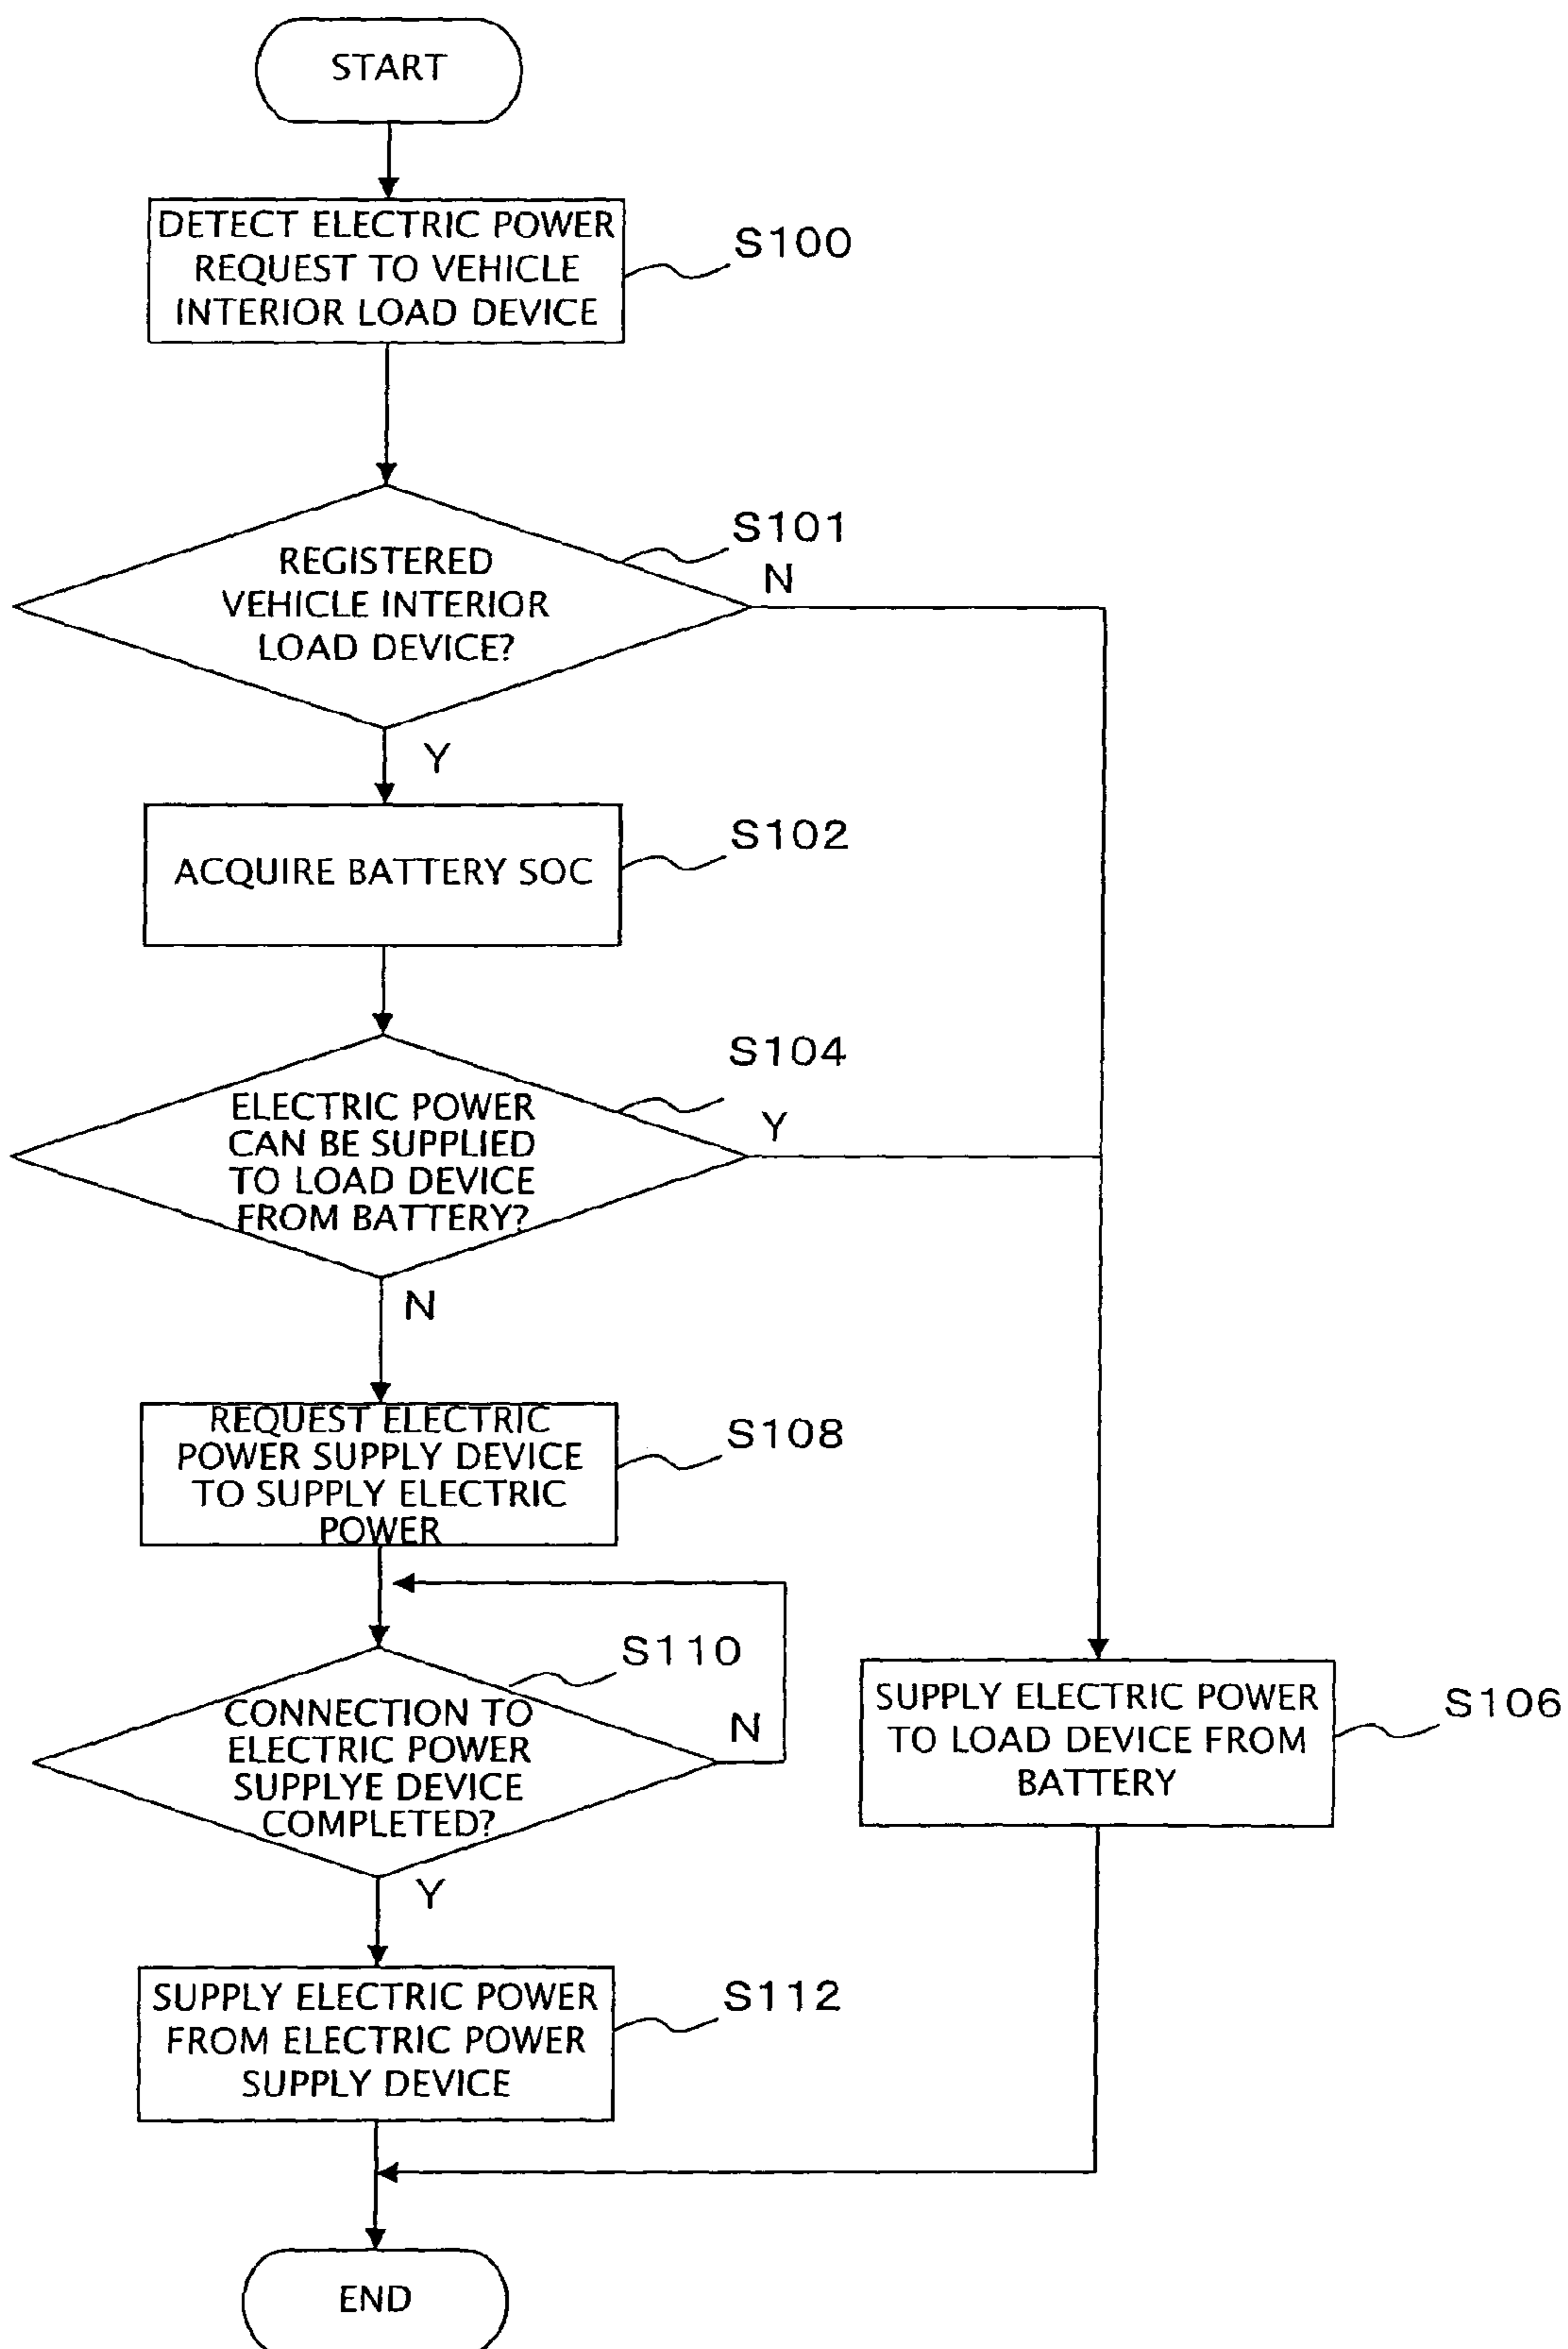 START
DETECT ELECTRIC POWER
REQUEST TO VEHICLE
INTERIOR LOAD DEVICE
S100
S101
REGISTERED
VEHICLE INTERIOR
LOAD DEVICE?
N
Y
ACQUIRE BATTERY SOC
S102
S104
ELECTRIC POWER
CAN BE SUPPLIED
TO LOAD DEVICE
FROM BATTERY?
Y
N
REQUEST ELECTRIC
POWER SUPPLY DEVICE
TO SUPPLY ELECTRIC
POWER
S108
S110
CONNECTION TO
ELECTRIC POWER
SUPPLYE DEVICE
COMPLETED?
N
Y
SUPPLY ELECTRIC POWER
TO LOAD DEVICE FROM
BATTERY
S106
SUPPLY ELECTRIC POWER
FROM ELECTRIC POWER
SUPPLY DEVICE
S112
END